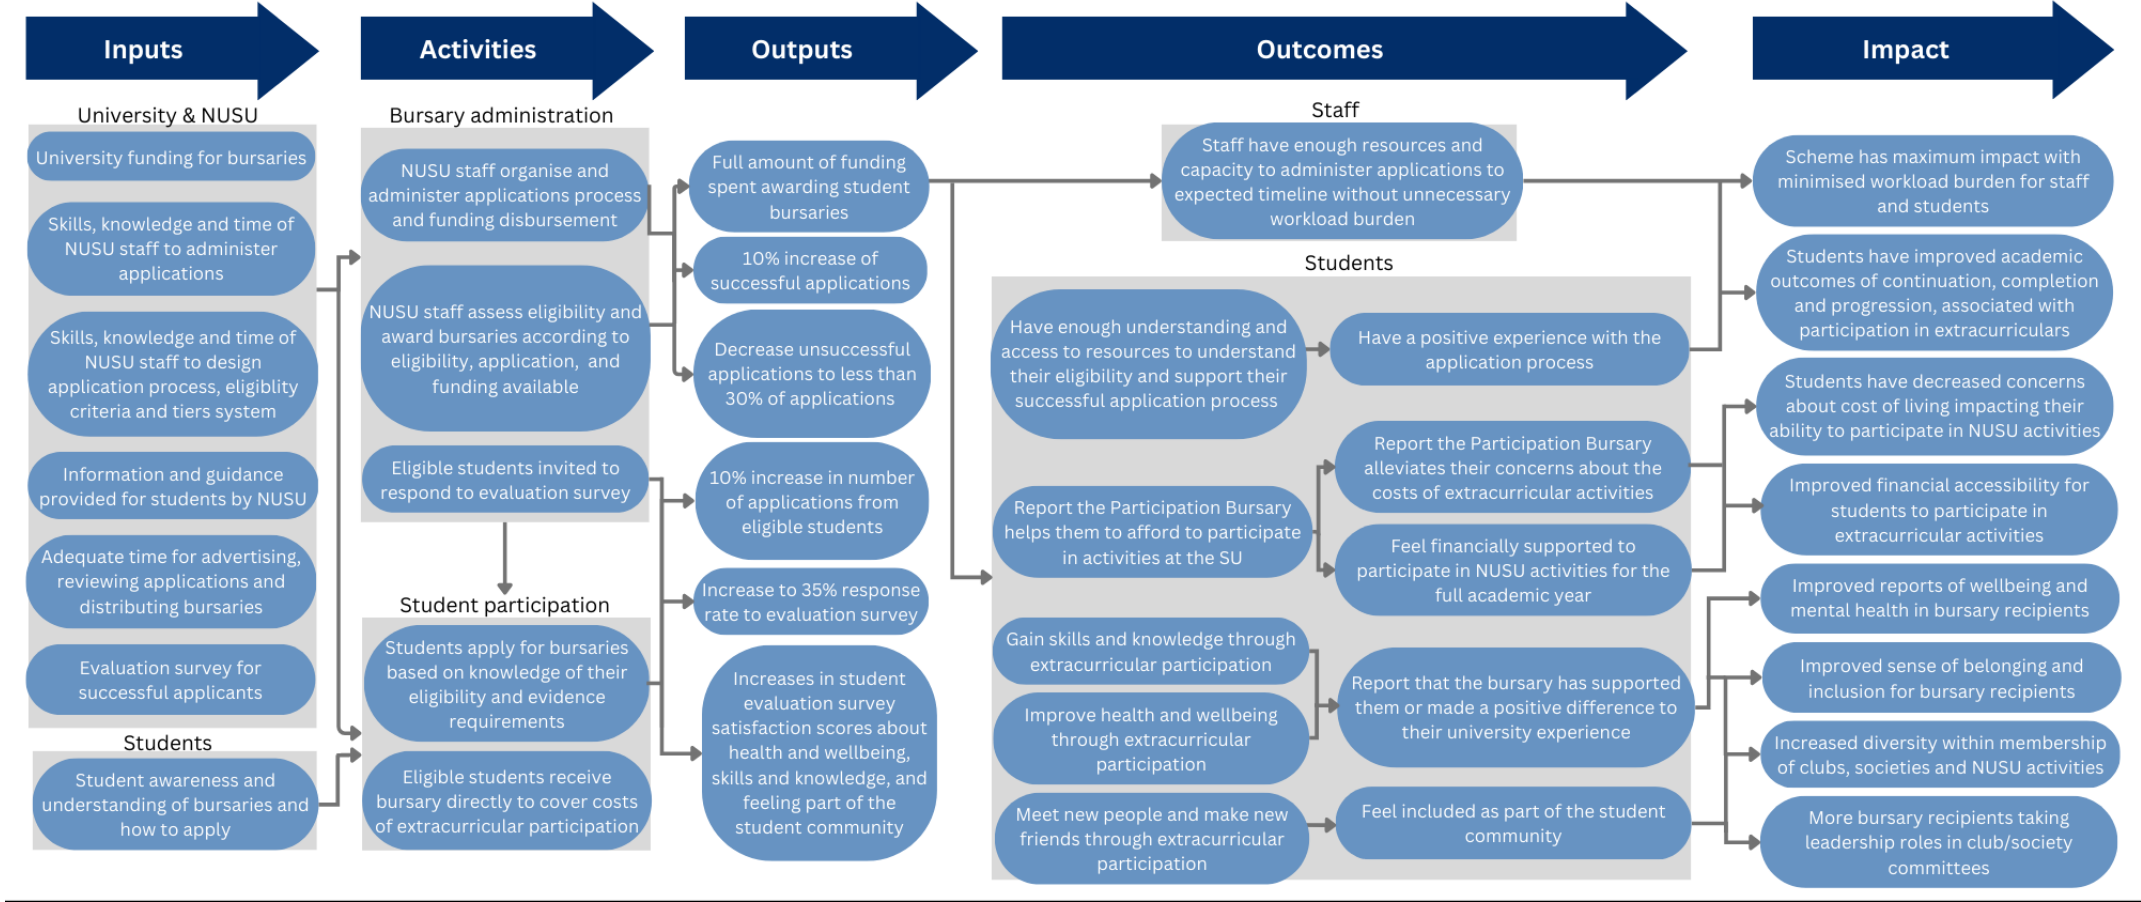 Inputs
Activities
Outputs
Outcomes
Impact
University & NUSU
University funding for bursaries
Skills, knowledge and time of
NUSU staff to administer
applications
Skills, knowledge and time of
NUSU staff to design
application process, eligiblity
criteria and tiers system
Information and guidance
provided for students by NUSU
Adequate time for advertising,
reviewing applications and
distributing bursaries
Evaluation survey for
successful applicants
Students
Student awareness and
understanding of bursaries and
how to apply
Bursary administration
NUSU staff organise and
administer applications process
and funding disbursement
NUSU staff assess eligibility and
award bursaries according to
eligibility, application, and
funding available
Eligible students invited to
respond to evaluation survey
Student participation
Students apply for bursaries
based on knowledge of their
eligibility and evidence
requirements
Eligible students receive
bursary directly to cover costs
of extracurricular participation
Full amount of funding
spent awarding student
bursaries
10% increase of
successful applications
Decrease unsuccessful
applications to less than
30% of applications
10% increase in number
of applications from
eligible students
Increase to 35% response
rate to evaluation survey
Increases in student
evaluation survey
satisfaction scores about
health and wellbeing,
skills and knowledge, and
feeling part of the
student community
Staff
Staff have enough resources and
capacity to administer applications to
expected timeline without unnecessary
workload burden
Students
Have enough understanding and
access to resources to understand
their eligibility and support their
successful application process
Have a positive experience with the
application process
Report the Participation Bursary
helps them to afford to participate
in activities at the SU
Report the Participation Bursary
alleviates their concerns about the
costs of extracurricular activities
Feel financially supported to
participate in NUSU activities for the
full academic year
Gain skills and knowledge through
extracurricular participation
Improve health and wellbeing
through extracurricular
participation
Report that the bursary has supported
them or made a positive difference to
their university experience
Meet new people and make new
friends through extracurricular
participation
Feel included as part of the student
community
Scheme has maximum impact with
minimised workload burden for staff
and students
Students have improved academic
outcomes of continuation, completion
and progression, associated with
participation in extracurriculars
Students have decreased concerns
about cost of living impacting their
ability to participate in NUSU activities
Improved financial accessibility for
students to participate in
extracurricular activities
Improved reports of wellbeing and
mental health in bursary recipients
Improved sense of belonging and
inclusion for bursary recipients
Increased diversity within membership
of clubs, societies and NUSU activities
More bursary recipients taking
leadership roles in club/society
committees